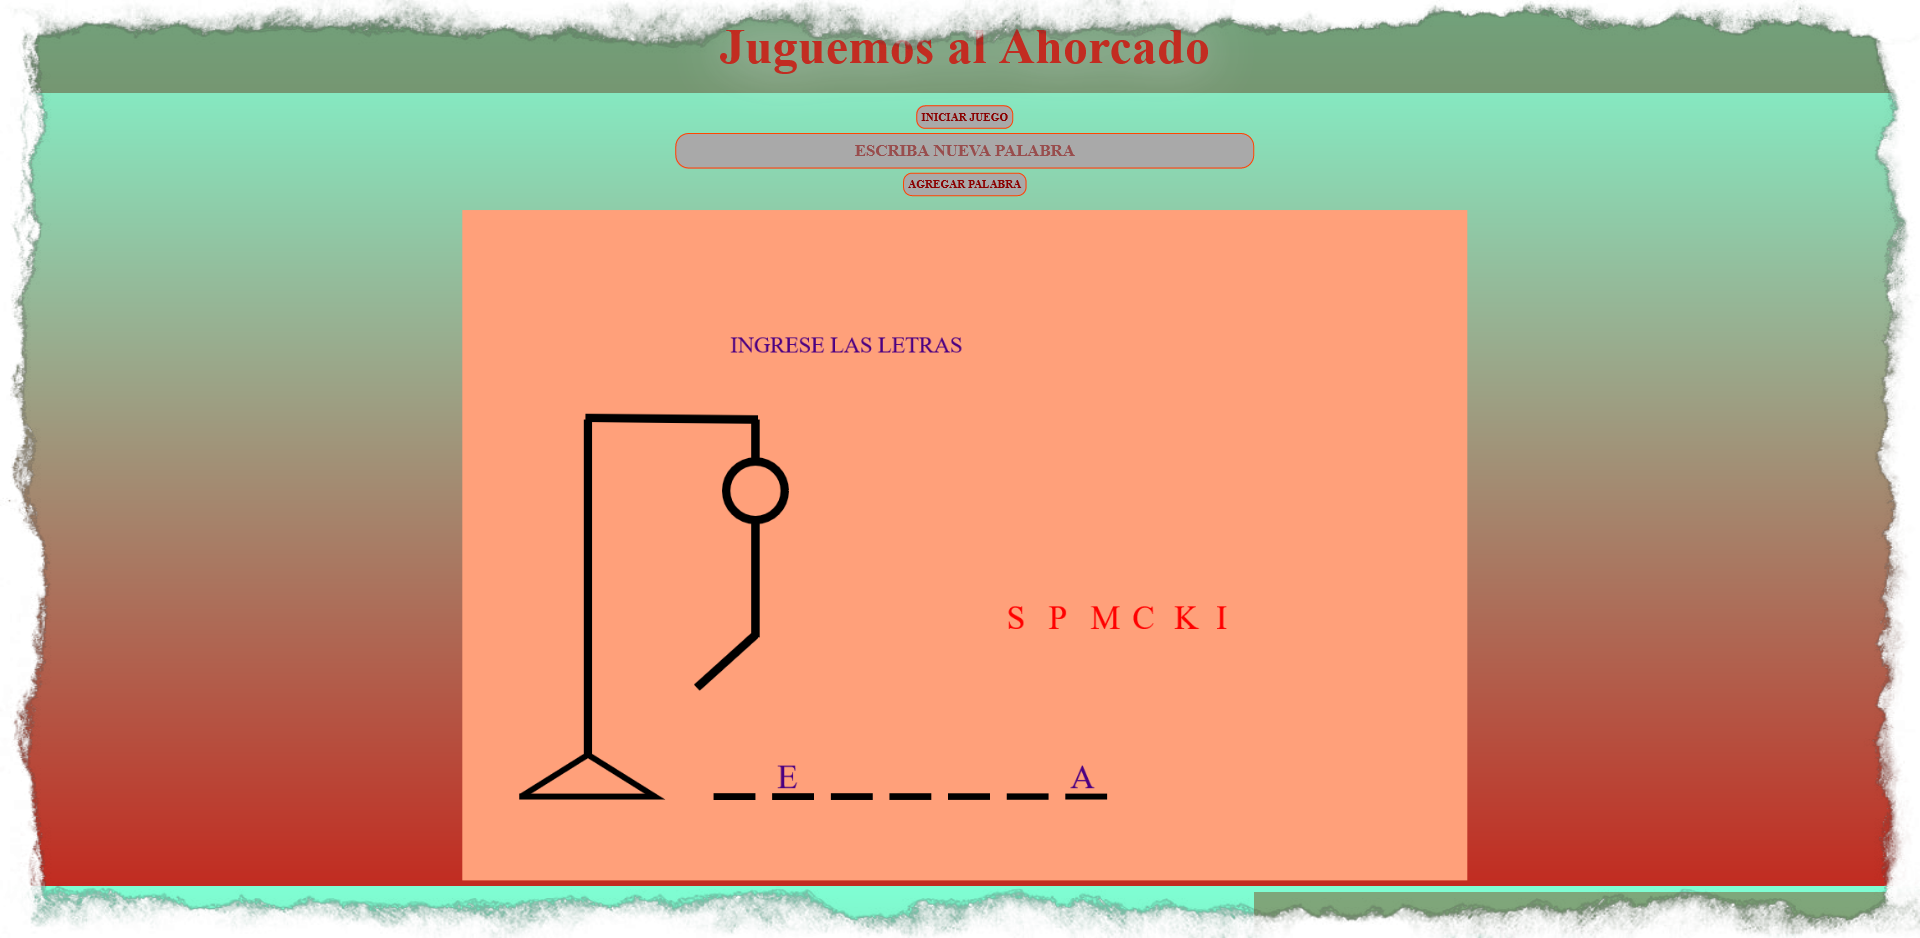 Juguemos al Ahorcado
INICIAR JUEGO
ESCRIBA NUEVA PALABRA
AGREGAR PALABRA
INGRESE LAS LETRAS
S P M C K I
E A